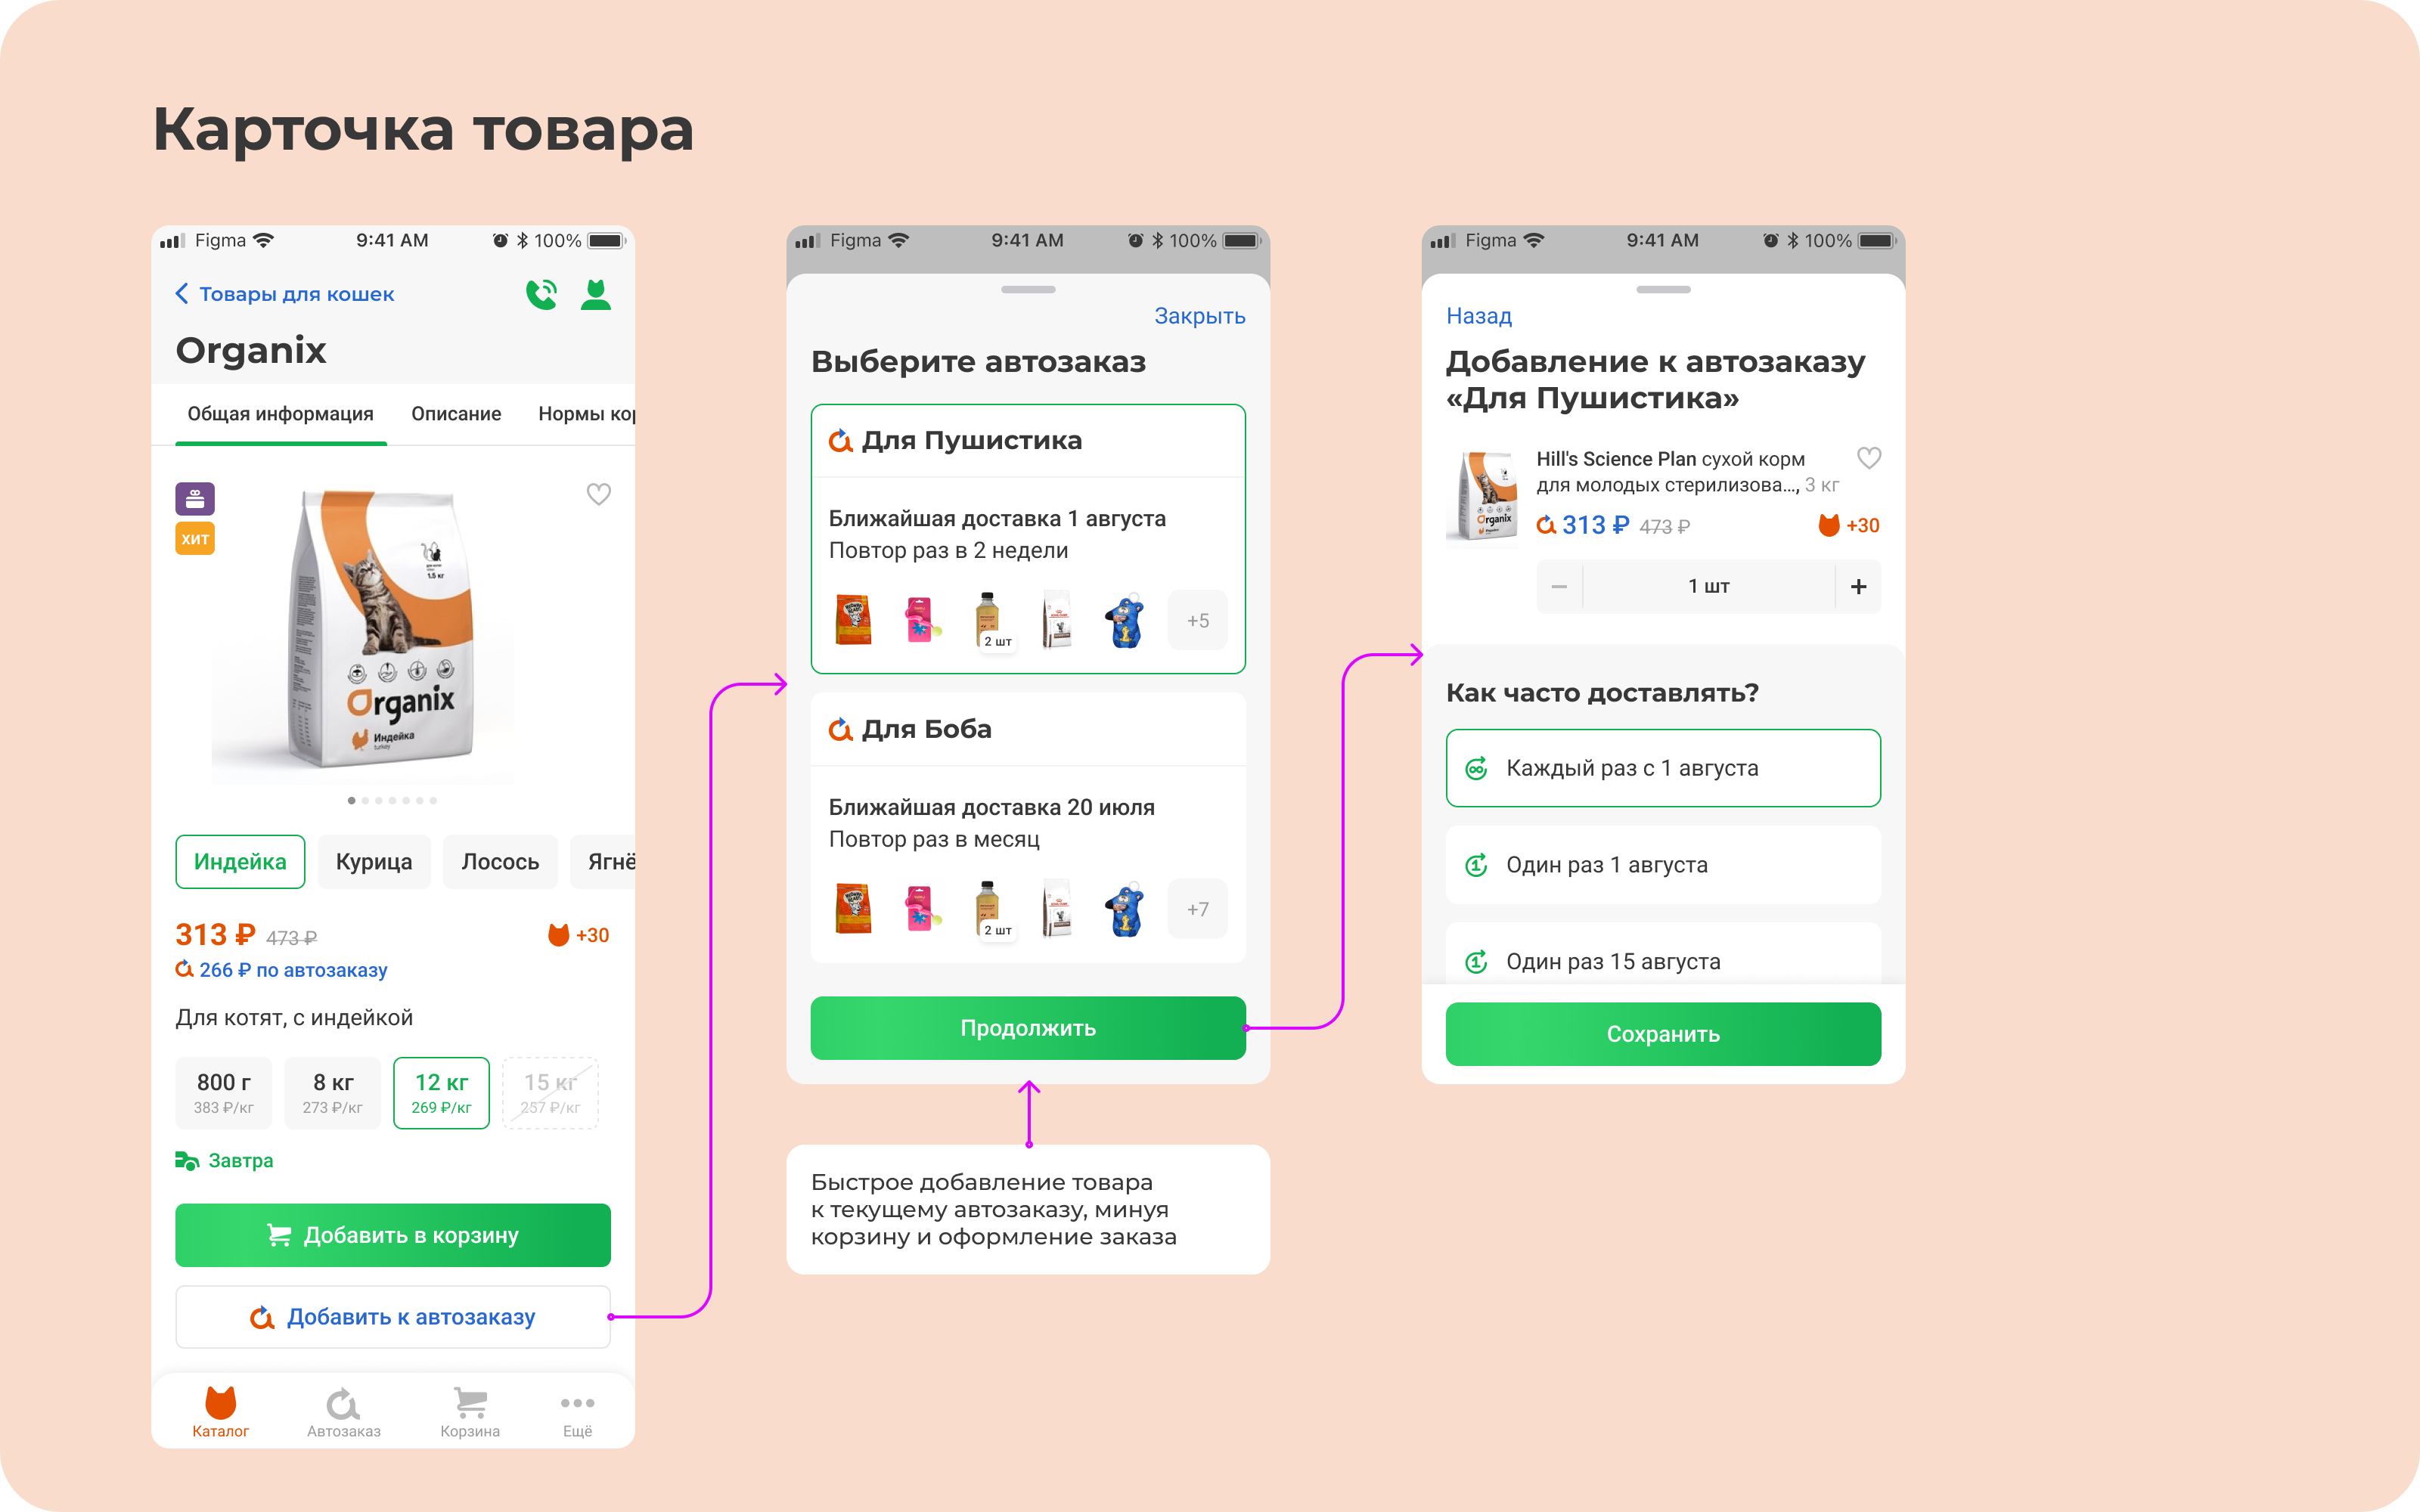 Карточка товара
Figma 9:41 AM 100%
Товары для кошек
Organix
Общая информация Описание Нормы кор
ХИТ
1.5 кг
Organix
Индейка
turkey
Индейка Курица Лосось Ягнё
313 ₽ 473 ₽ +30
266 ₽ по автозаказу
Для котят, с индейкой
800 г 8 кг 12 кг 15 кг
383 ₽/кг 273 ₽/кг 269 ₽/кг 257 ₽/кг
Завтра
Добавить в корзину
Добавить к автозаказу
Каталог Автозаказ Корзина Ещё
Figma 9:41 AM 100%
Закрыть
Выберите автозаказ
Для Пушистика
Ближайшая доставка 1 августа
Повтор раз в 2 недели
2 шт
+5
Для Боба
Ближайшая доставка 20 июля
Повтор раз в месяц
2 шт
+7
Продолжить
Быстрое добавление товара
к текущему автозаказу, минуя
корзину и оформление заказа
Figma 9:41 AM 100%
Назад
Добавление к автозаказу
«Для Пушистика»
Hill's Science Plan сухой корм
для молодых стерилизова..., 3 кг
Organix
313 ₽ 473 ₽ +30
1 шт
Как часто доставлять?
Каждый раз с 1 августа
Один раз 1 августа
Один раз 15 августа
Сохранить